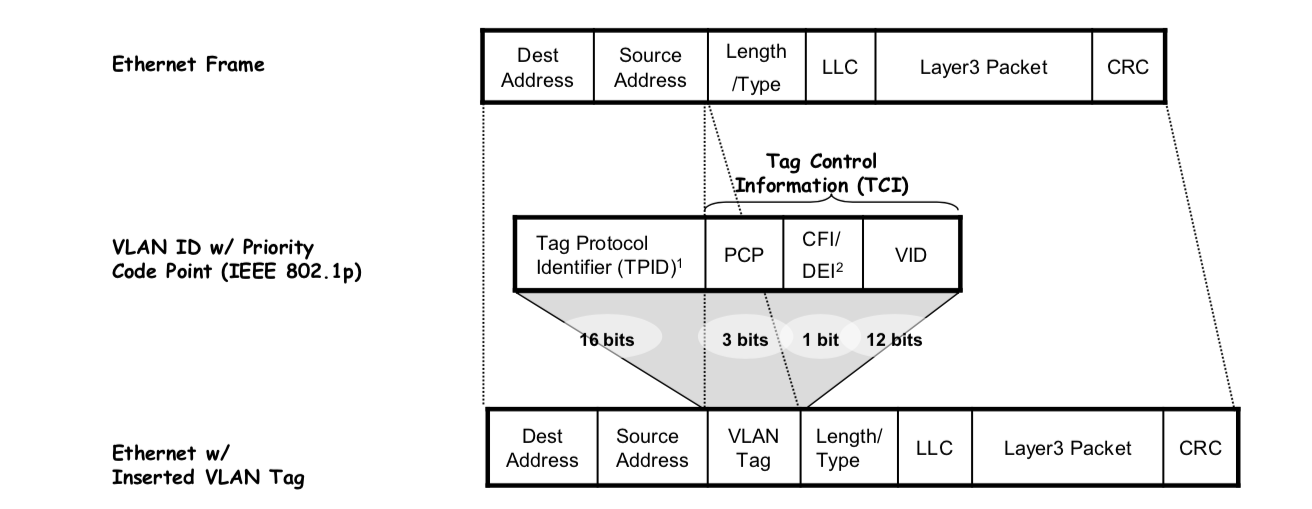 Ethernet Frame
Dest
Address
Source
Address
Length
/Type
LLC
Layer3 Packet
CRC
Tag Control
Information (TCI)
VLAN ID w/ Priority
Code Point (IEEE 802.1p)
Tag Protocol
Identifier (TPID)¹
PCP
CFI/
DEI²
VID
16 bits
3 bits
1 bit
12 bits
Ethernet w/
Inserted VLAN Tag
Dest
Address
Source
Address
VLAN
Tag
Length/
Type
LLC
Layer3 Packet
CRC